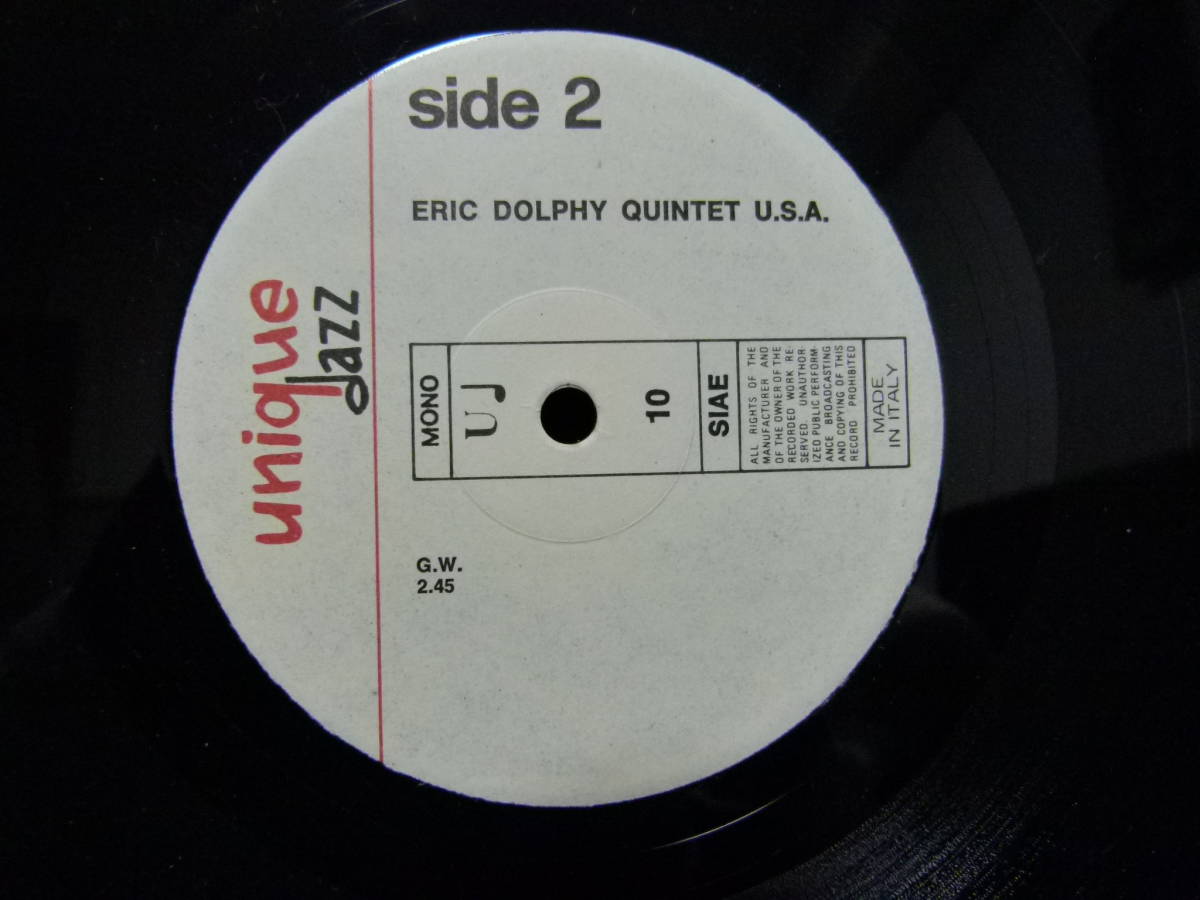 side 2
ERIC DOLPHY QUINTET U.S.A.
unique
Jazz
MONO
UJ
10
SIAE
ALL RIGHTS OF THE
MANUFACTURER AND
OF THE OWNER OF THE
RECORDED WORK RE-
SERVED. UNAUTHOR-
IZED PUBLIC PERFORM-
ANCE BROADCASTING
AND COPYING OF THIS
RECORD PROHIBITED
MADE
IN ITALY
G.W.
2.45